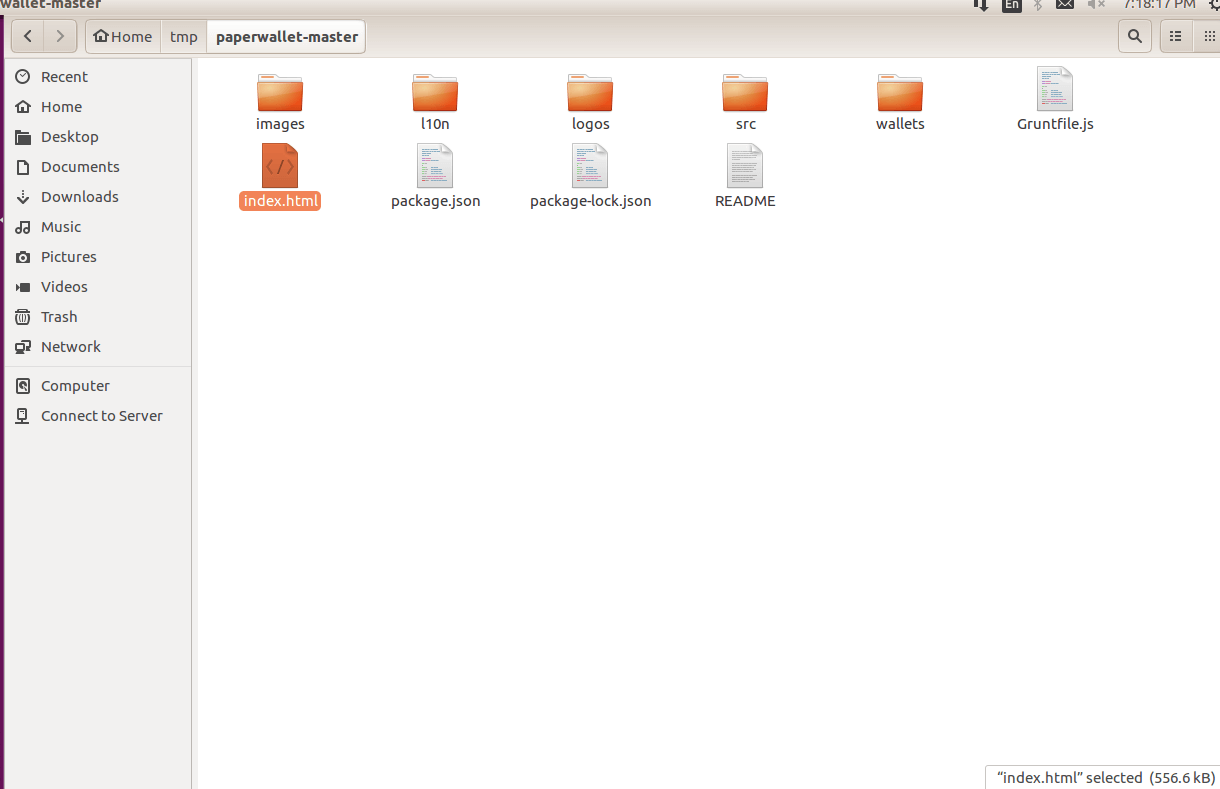 wallet-master
En
7:18:17 PM
Home tmp paperwallet-master
Recent
Home
Desktop
Documents
Downloads
Music
Pictures
Videos
Trash
Network
Computer
Connect to Server
images l10n logos src wallets Gruntfile.js
index.html package.json package-lock.json README
“index.html” selected (556.6 kB)